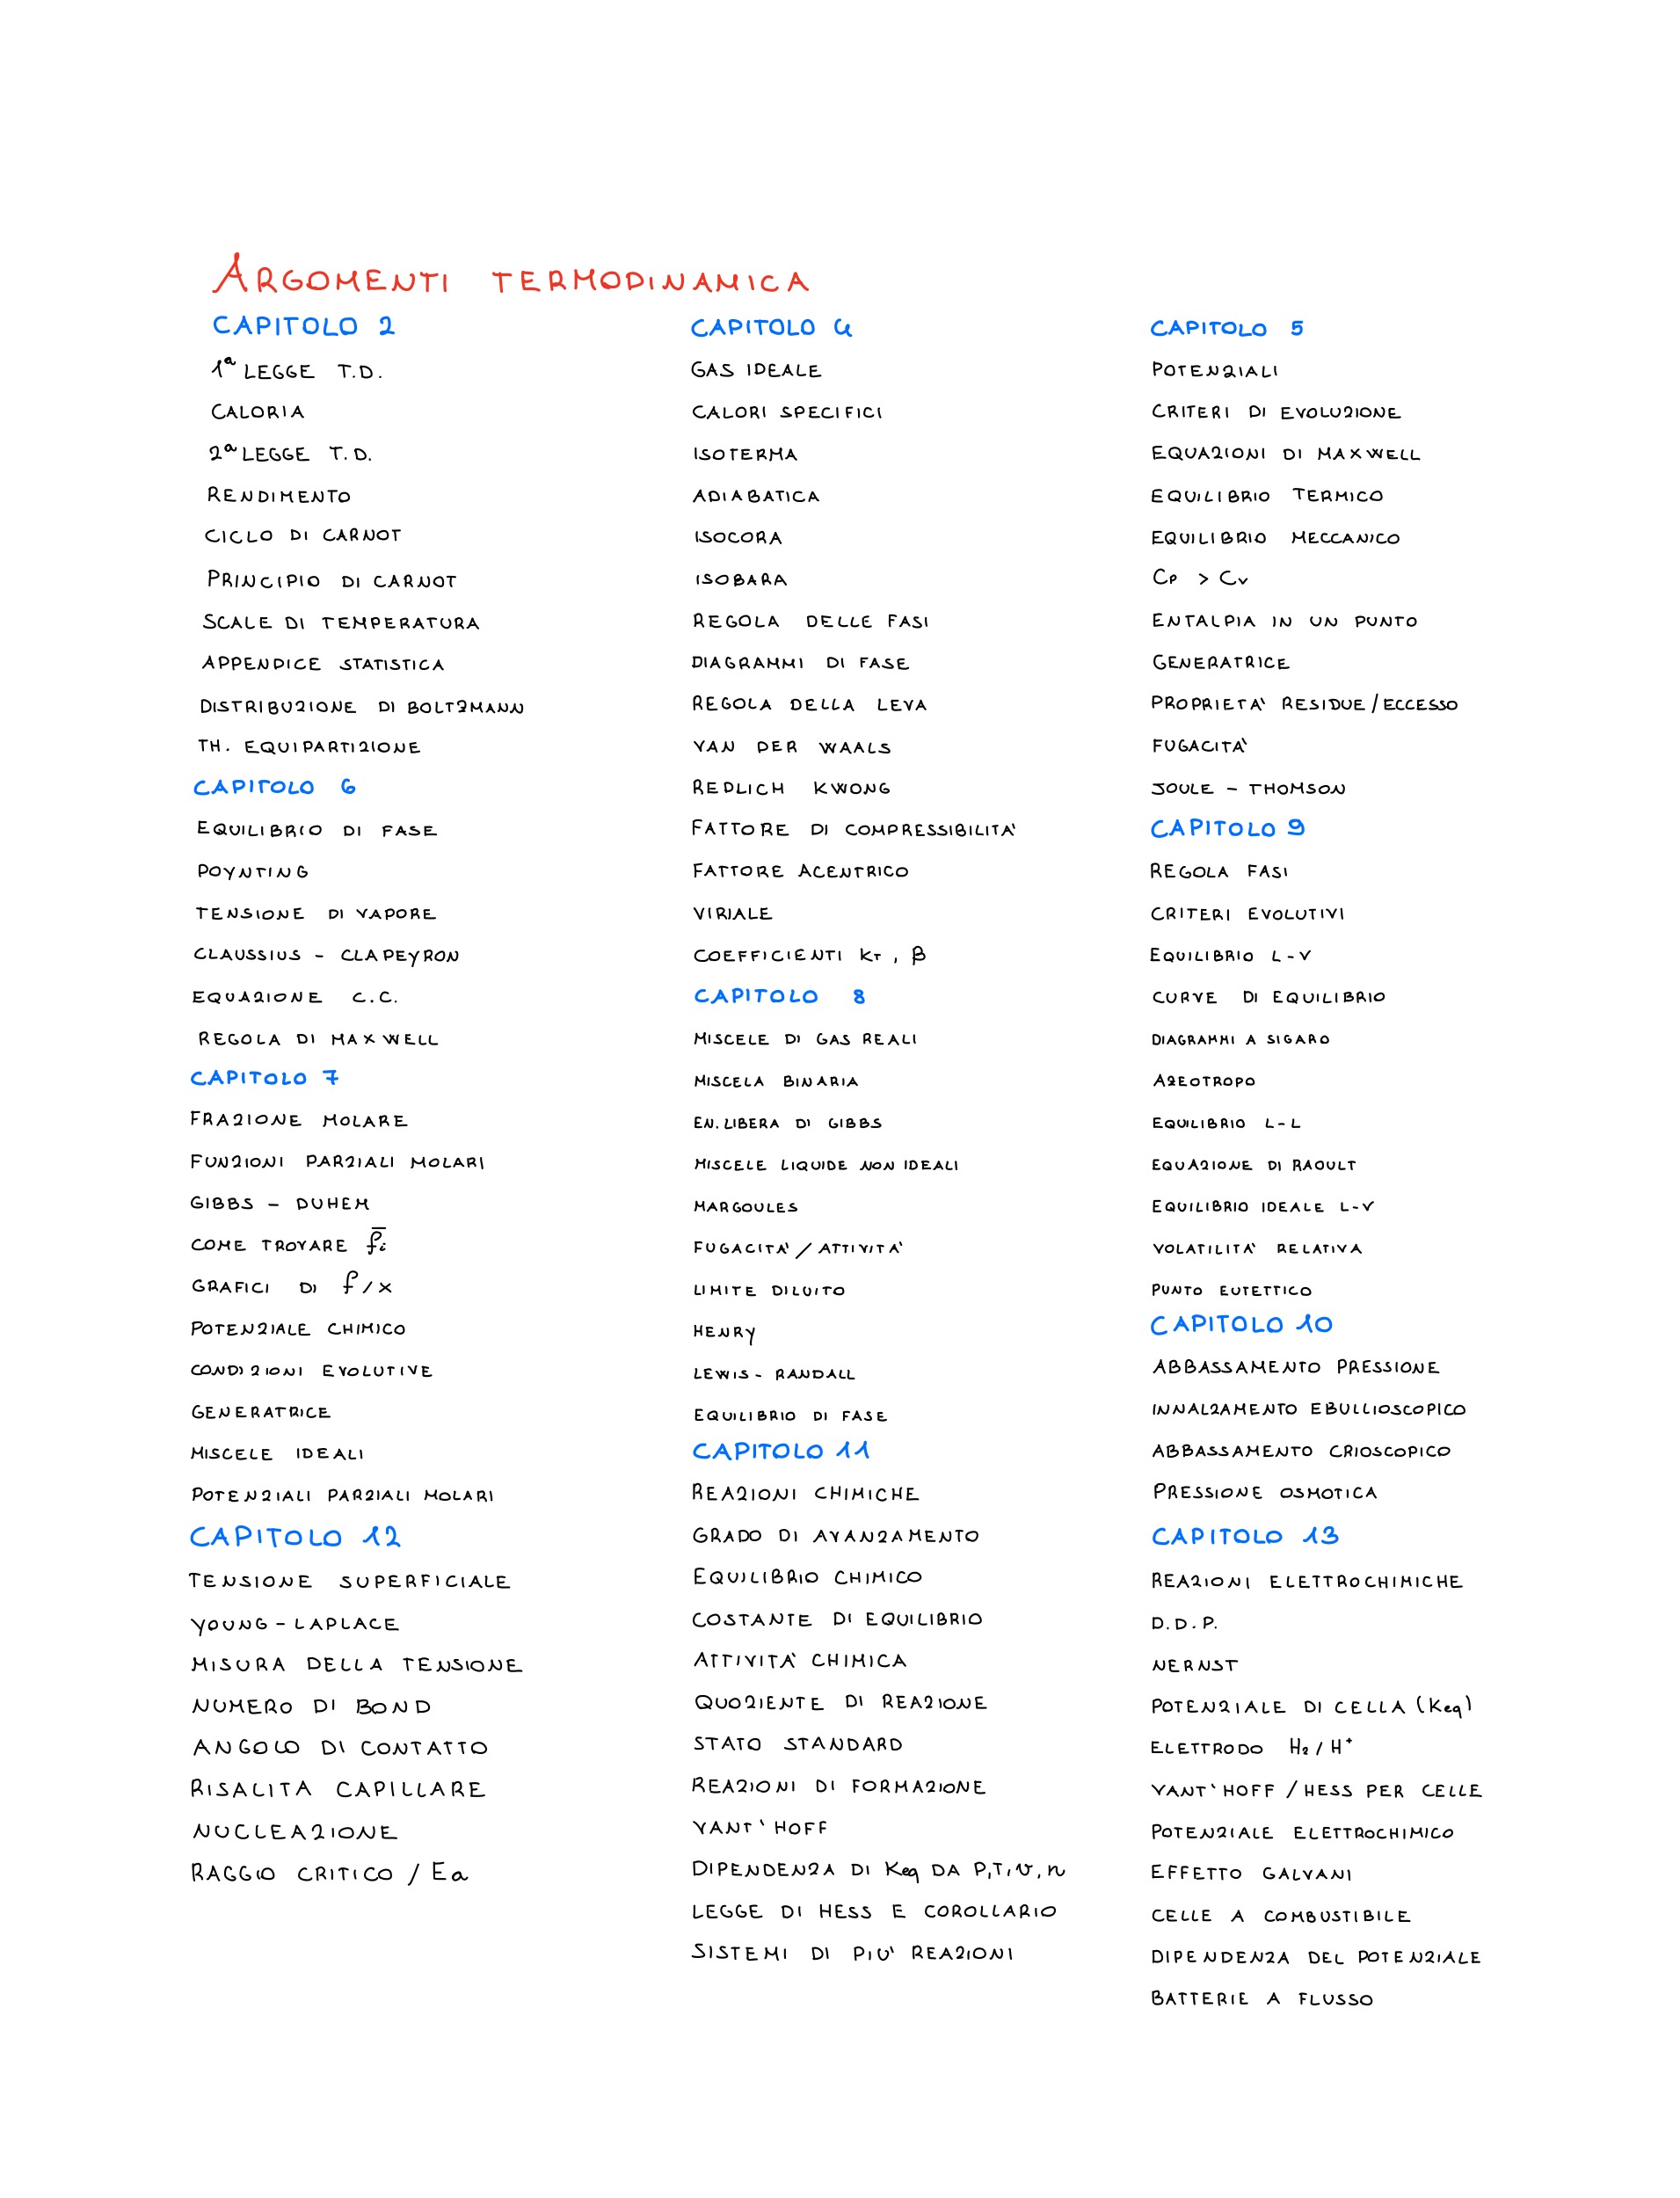 ARGOMENTI TERMODINAMICA
CAPITOLO 2
1ª LEGGE T.D.
CALORIA
2ª LEGGE T.D.
RENDIMENTO
CICLO DI CARNOT
PRINCIPIO DI CARNOT
SCALE DI TEMPERATURA
APPENDICE STATISTICA
DISTRIBUZIONE DI BOLTZMANN
TH. EQUIPARTIZIONE
CAPITOLO 6
EQUILIBRIO DI FASE
POYNTING
TENSIONE DI VAPORE
CLAUSSIUS - CLAPEYRON
EQUAZIONE C.C.
REGOLA DI MAXWELL
CAPITOLO 7
FRAZIONE MOLARE
FUNZIONI PARZIALI MOLARI
GIBBS - DUHEM
COME TROVARE f̅i
GRAFICI DI f/x
POTENZIALE CHIMICO
CONDIZIONI EVOLUTIVE
GENERATRICE
MISCELE IDEALI
POTENZIALI PARZIALI MOLARI
CAPITOLO 12
TENSIONE SUPERFICIALE
YOUNG-LAPLACE
MISURA DELLA TENSIONE
NUMERO DI BOND
ANGOLO DI CONTATTO
RISALITA CAPILLARE
NUCLEAZIONE
RAGGIO CRITICO / Ea
CAPITOLO 4
GAS IDEALE
CALORI SPECIFICI
ISOTERMA
ADIABATICA
ISOCORA
ISOBARA
REGOLA DELLE FASI
DIAGRAMMI DI FASE
REGOLA DELLA LEVA
VAN DER WAALS
REDLICH KWONG
FATTORE DI COMPRESSIBILITA'
FATTORE ACENTRICO
VIRIALE
COEFFICIENTI KT, β
CAPITOLO 8
MISCELE DI GAS REALI
MISCELA BINARIA
EN. LIBERA DI GIBBS
MISCELE LIQUIDE NON IDEALI
MARGOULES
FUGACITA' / ATTIVITA'
LIMITE DILUITO
HENRY
LEWIS - RANDALL
EQUILIBRIO DI FASE
CAPITOLO 11
REAZIONI CHIMICHE
GRADO DI AVANZAMENTO
EQUILIBRIO CHIMICO
COSTANTE DI EQUILIBRIO
ATTIVITA' CHIMICA
QUOZIENTE DI REAZIONE
STATO STANDARD
REAZIONI DI FORMAZIONE
VANT'HOFF
DIPENDENZA DI Keq DA P,T,V,n
LEGGE DI HESS E COROLLARIO
SISTEMI DI PIU' REAZIONI
CAPITOLO 5
POTENZIALI
CRITERI DI EVOLUZIONE
EQUAZIONI DI MAXWELL
EQUILIBRIO TERMICO
EQUILIBRIO MECCANICO
CP > CV
ENTALPIA IN UN PUNTO
GENERATRICE
PROPRIETA' RESIDUE/ECCESSO
FUGACITA'
JOULE - THOMSON
CAPITOLO 9
REGOLA FASI
CRITERI EVOLUTIVI
EQUILIBRIO L-V
CURVE DI EQUILIBRIO
DIAGRAMMI A SIGARO
AZEOTROPO
EQUILIBRIO L-L
EQUAZIONE DI RAOULT
EQUILIBRIO IDEALE L-V
VOLATILITA' RELATIVA
PUNTO EUTETTICO
CAPITOLO 10
ABBASSAMENTO PRESSIONE
INNALZAMENTO EBULLIOSCOPICO
ABBASSAMENTO CRIOSCOPICO
PRESSIONE OSMOTICA
CAPITOLO 13
REAZIONI ELETTROCHIMICHE
D.D.P.
NERNST
POTENZIALE DI CELLA (Keq)
ELETTRODO H₂/H⁺
VANT'HOFF / HESS PER CELLE
POTENZIALE ELETTROCHIMICO
EFFETTO GALVANI
CELLE A COMBUSTIBILE
DIPENDENZA DEL POTENZIALE
BATTERIE A FLUSSO